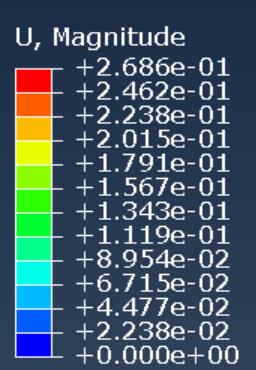 U, Magnitude
+2.686e-01
+2.462e-01
+2.238e-01
+2.015e-01
+1.791e-01
+1.567e-01
+1.343e-01
+1.119e-01
+8.954e-02
+6.715e-02
+4.477e-02
+2.238e-02
+0.000e+00